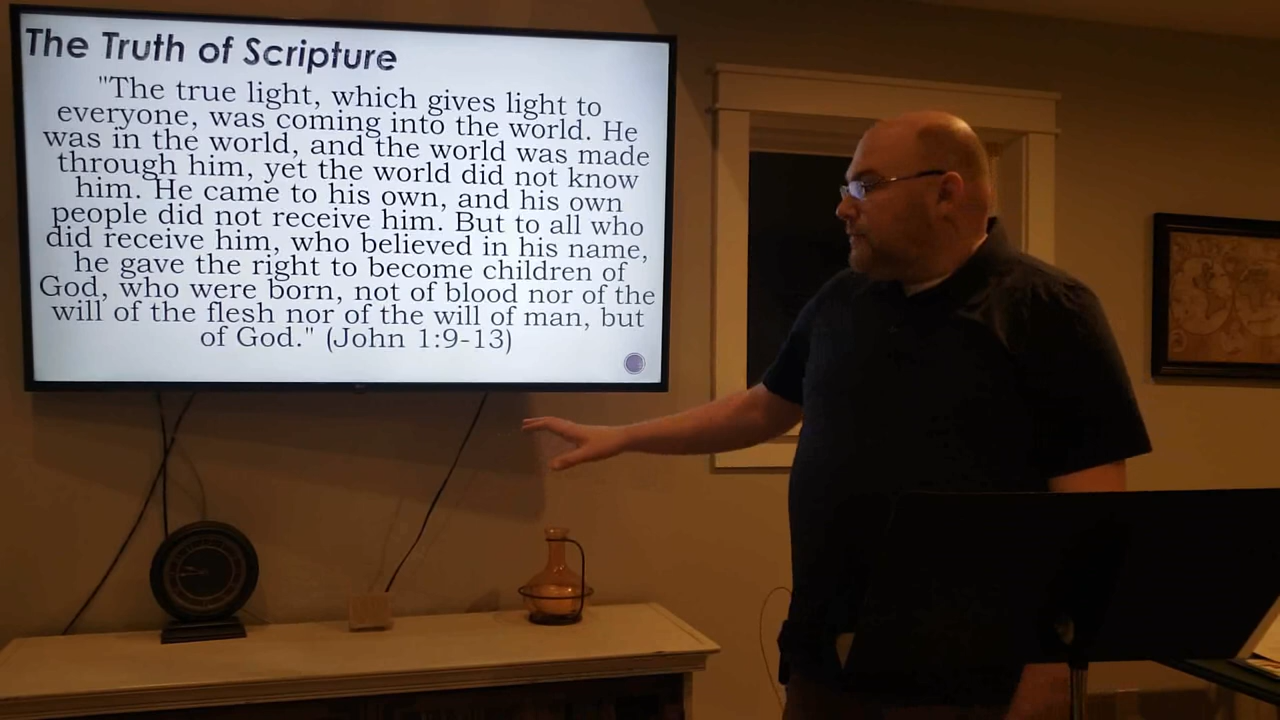 The Truth of Scripture
"The true light, which gives light to
everyone, was coming into the world. He
was in the world, and the world was made
through him, yet the world did not know
him. He came to his own, and his own
people did not receive him. But to all who
did receive him, who believed in his name,
he gave the right to become children of
God, who were born, not of blood nor of the
will of the flesh nor of the will of man, but
of God." (John 1:9-13)